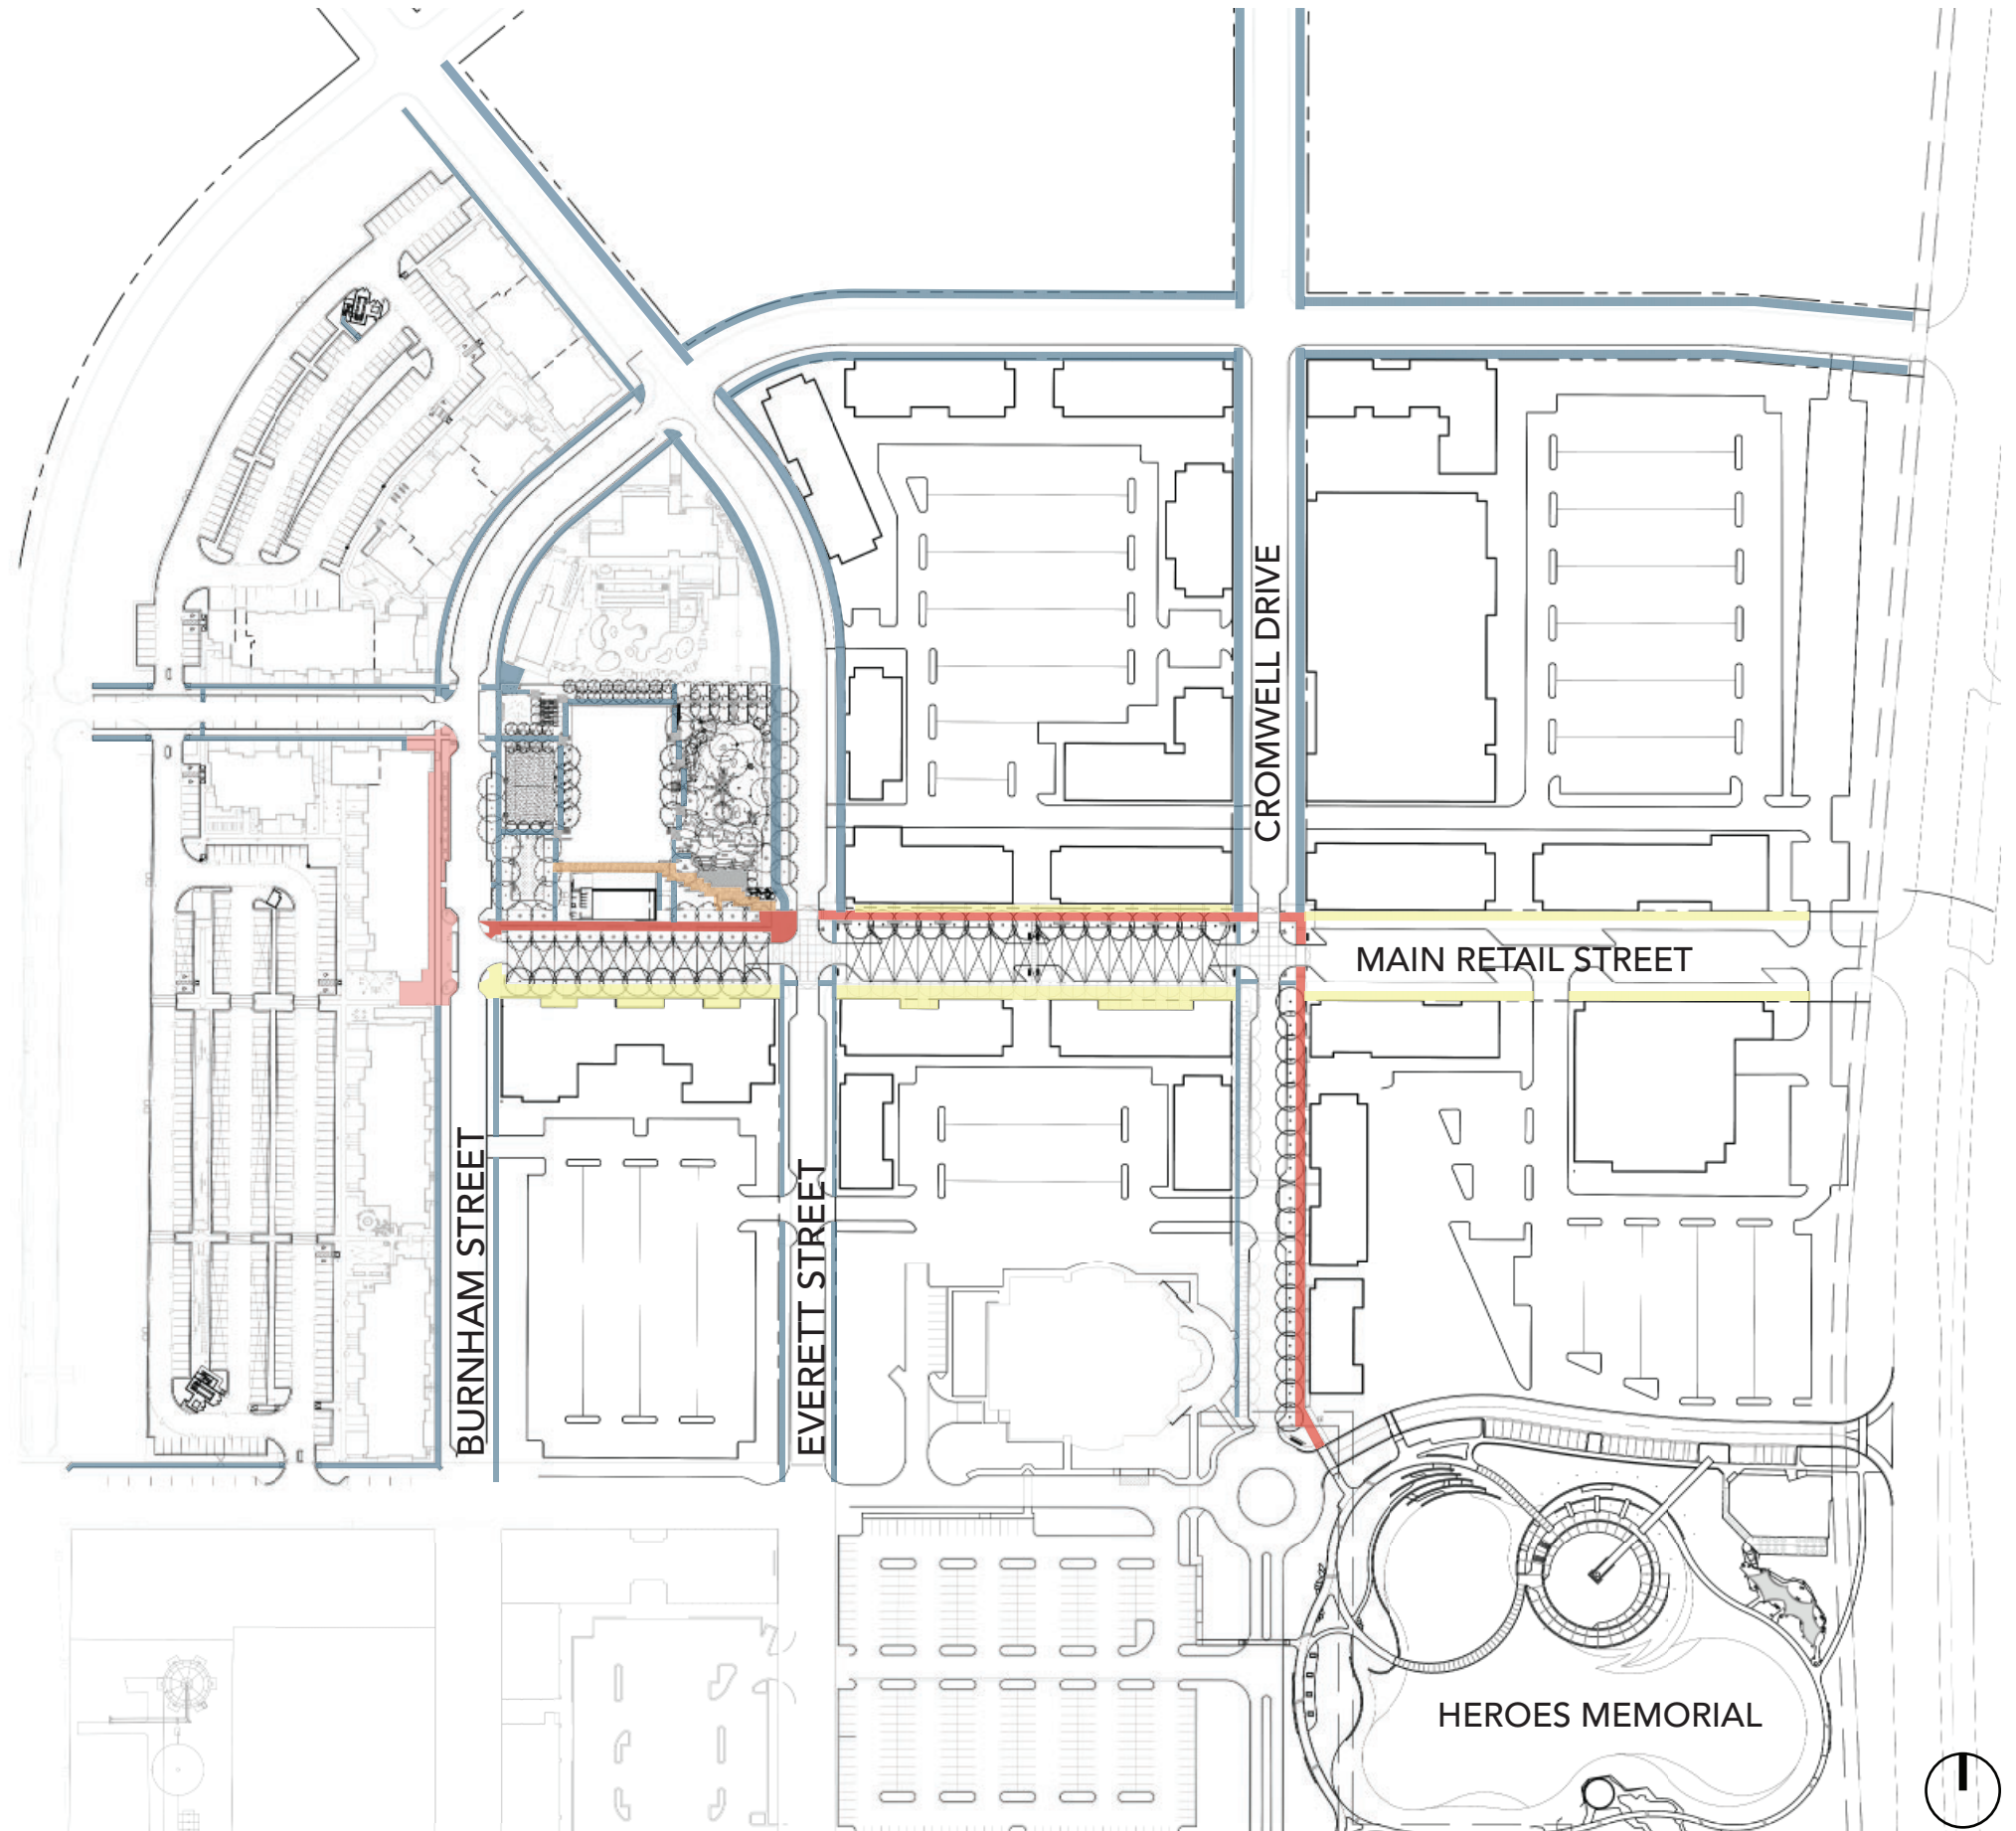 CROMWELL DRIVE
MAIN RETAIL STREET
BURNHAM STREET
EVERETT STREET
HEROES MEMORIAL